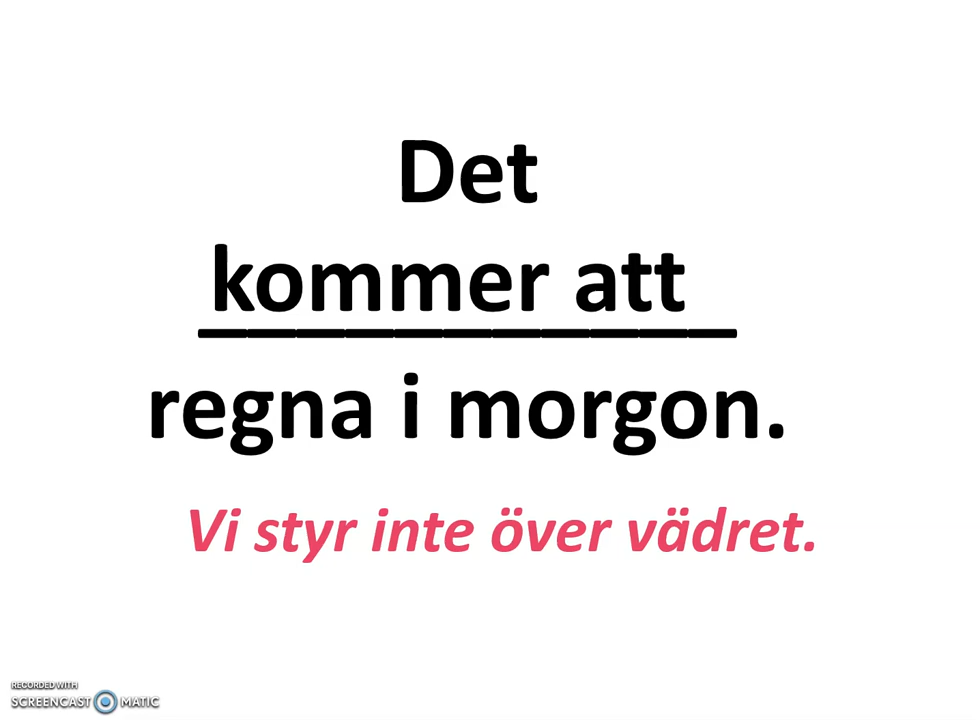 Det
kommer att
regna i morgon.
Vi styr inte över vädret.
RECORDED WITH
SCREENCAST MATIC